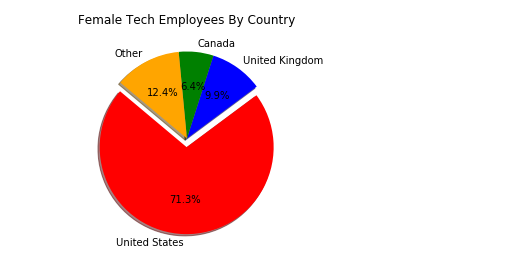 Female Tech Employees By Country
Canada
Other
United Kingdom
6.4%
12.4%
9.9%
71.3%
United States